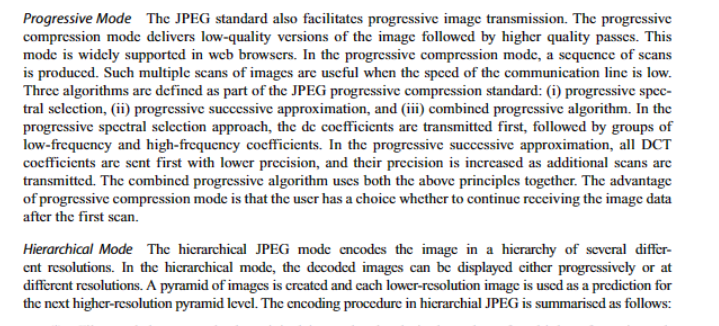 Progressive Mode The JPEG standard also facilitates progressive image transmission. The progressive
compression mode delivers low-quality versions of the image followed by higher quality passes. This
mode is widely supported in web browsers. In the progressive compression mode, a sequence of scans
is produced. Such multiple scans of images are useful when the speed of the communication line is low.
Three algorithms are defined as part of the JPEG progressive compression standard: (i) progressive spec-
tral selection, (ii) progressive successive approximation, and (iii) combined progressive algorithm. In the
progressive spectral selection approach, the dc coefficients are transmitted first, followed by groups of
low-frequency and high-frequency coefficients. In the progressive successive approximation, all DCT
coefficients are sent first with lower precision, and their precision is increased as additional scans are
transmitted. The combined progressive algorithm uses both the above principles together. The advantage
of progressive compression mode is that the user has a choice whether to continue receiving the image data
after the first scan.
Hierarchical Mode The hierarchical JPEG mode encodes the image in a hierarchy of several differ-
ent resolutions. In the hierarchical mode, the decoded images can be displayed either progressively or at
different resolutions. A pyramid of images is created and each lower-resolution image is used as a prediction for
the next higher-resolution pyramid level. The encoding procedure in hierarchial JPEG is summarised as follows: